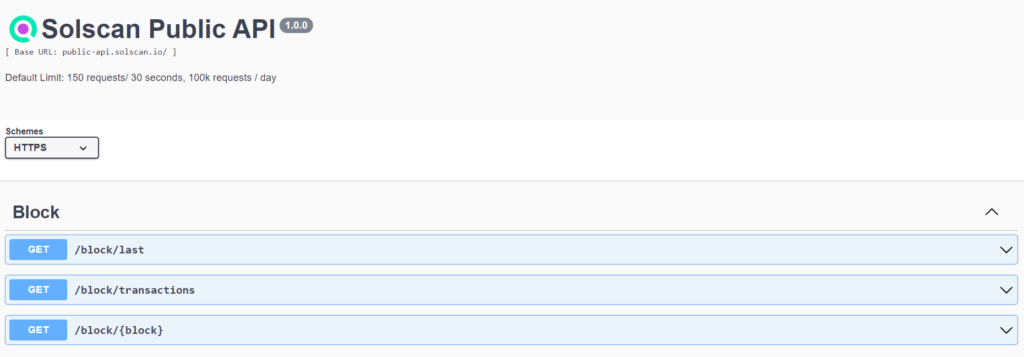 Solscan Public API 1.0.0
[ Base URL: public-api.solscan.io/ ]
Default Limit: 150 requests/ 30 seconds, 100k requests / day
Schemes
HTTPS
Block
GET /block/last
GET /block/transactions
GET /block/{block}